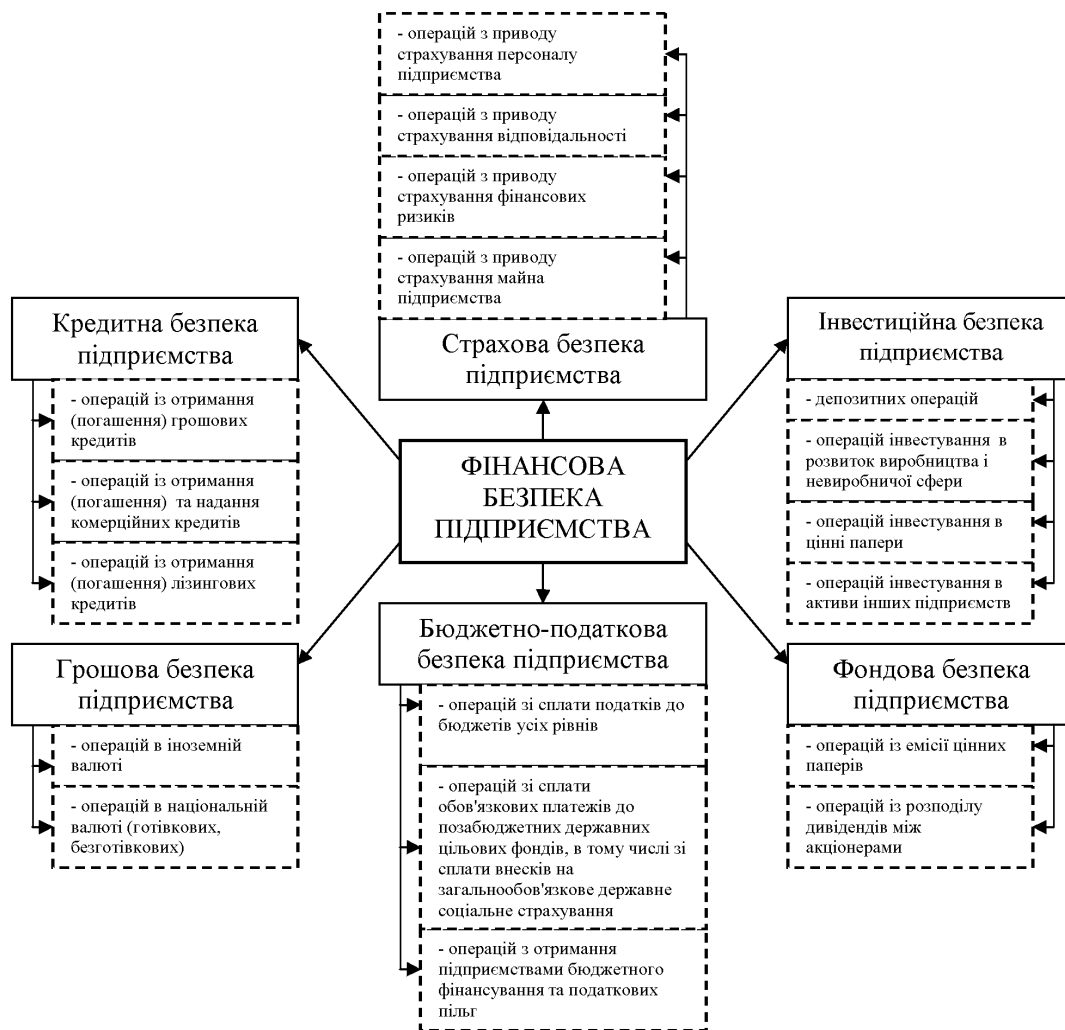 - операцій з приводу
страхування персоналу
підприємства
- операцій з приводу
страхування відповідальності
- операцій з приводу
страхування фінансових
ризиків
- операцій з приводу
страхування майна
підприємства
Страхова безпека
підприємства
Кредитна безпека
підприємства
- операцій із отримання
(погашення) грошових
кредитів
- операцій із отримання
(погашення) та надання
комерційних кредитів
- операцій із отримання
(погашення) лізингових
кредитів
Інвестиційна безпека
підприємства
- депозитних операцій
- операцій інвестування в
розвиток виробництва і
невиробничої сфери
- операцій інвестування в
цінні папери
- операцій інвестування в
активи інших підприємств
ФІНАНСОВА
БЕЗПЕКА
ПІДПРИЄМСТВА
Грошова безпека
підприємства
- операцій в іноземній
валюті
- операцій в національній
валюті (готівкових,
безготівкових)
Бюджетно-податкова
безпека підприємства
- операцій зі сплати податків до
бюджетів усіх рівнів
- операцій зі сплати
обов'язкових платежів до
позабюджетних державних
цільових фондів, в тому числі зі
сплати внесків на
загальнообов'язкове державне
соціальне страхування
- операцій з отримання
підприємствами бюджетного
фінансування та податкових
пільг
Фондова безпека
підприємства
- операцій із емісії цінних
паперів
- операцій із розподілу
дивидендів між
акціонерами